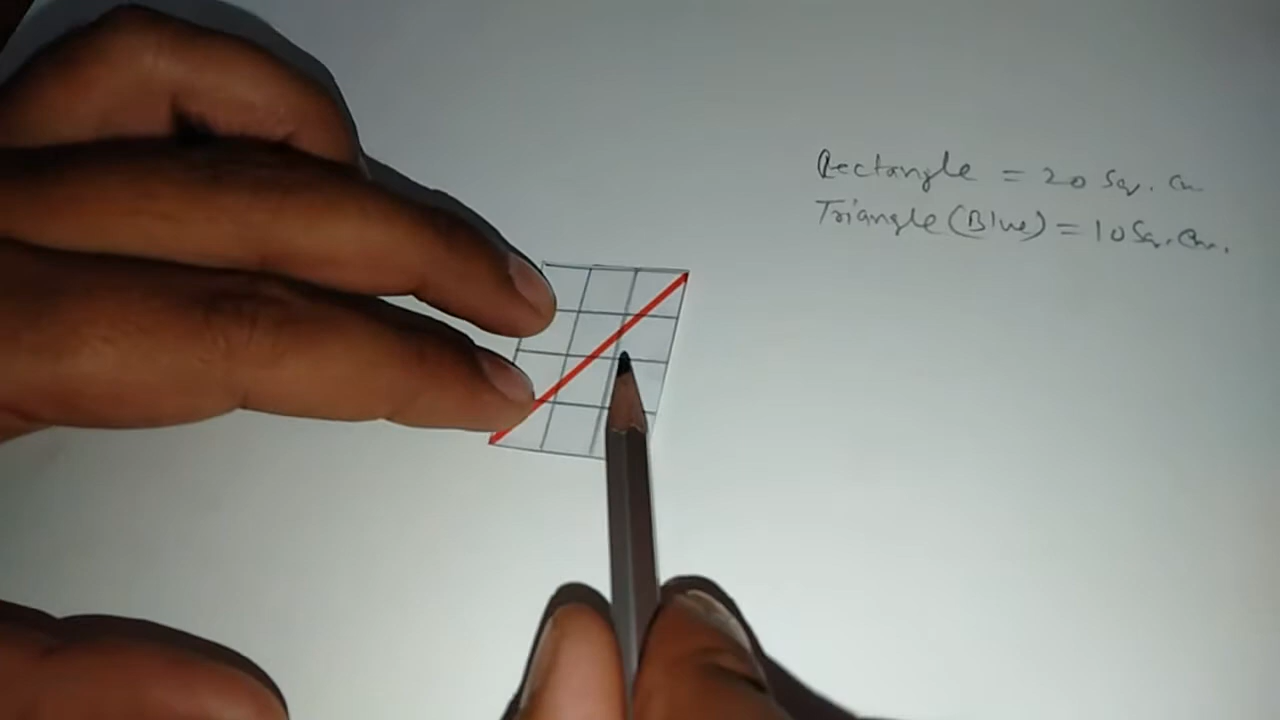 Rectangle = 20 Sq. Cm
Triangle (Blue) = 10 Sq. Cm.